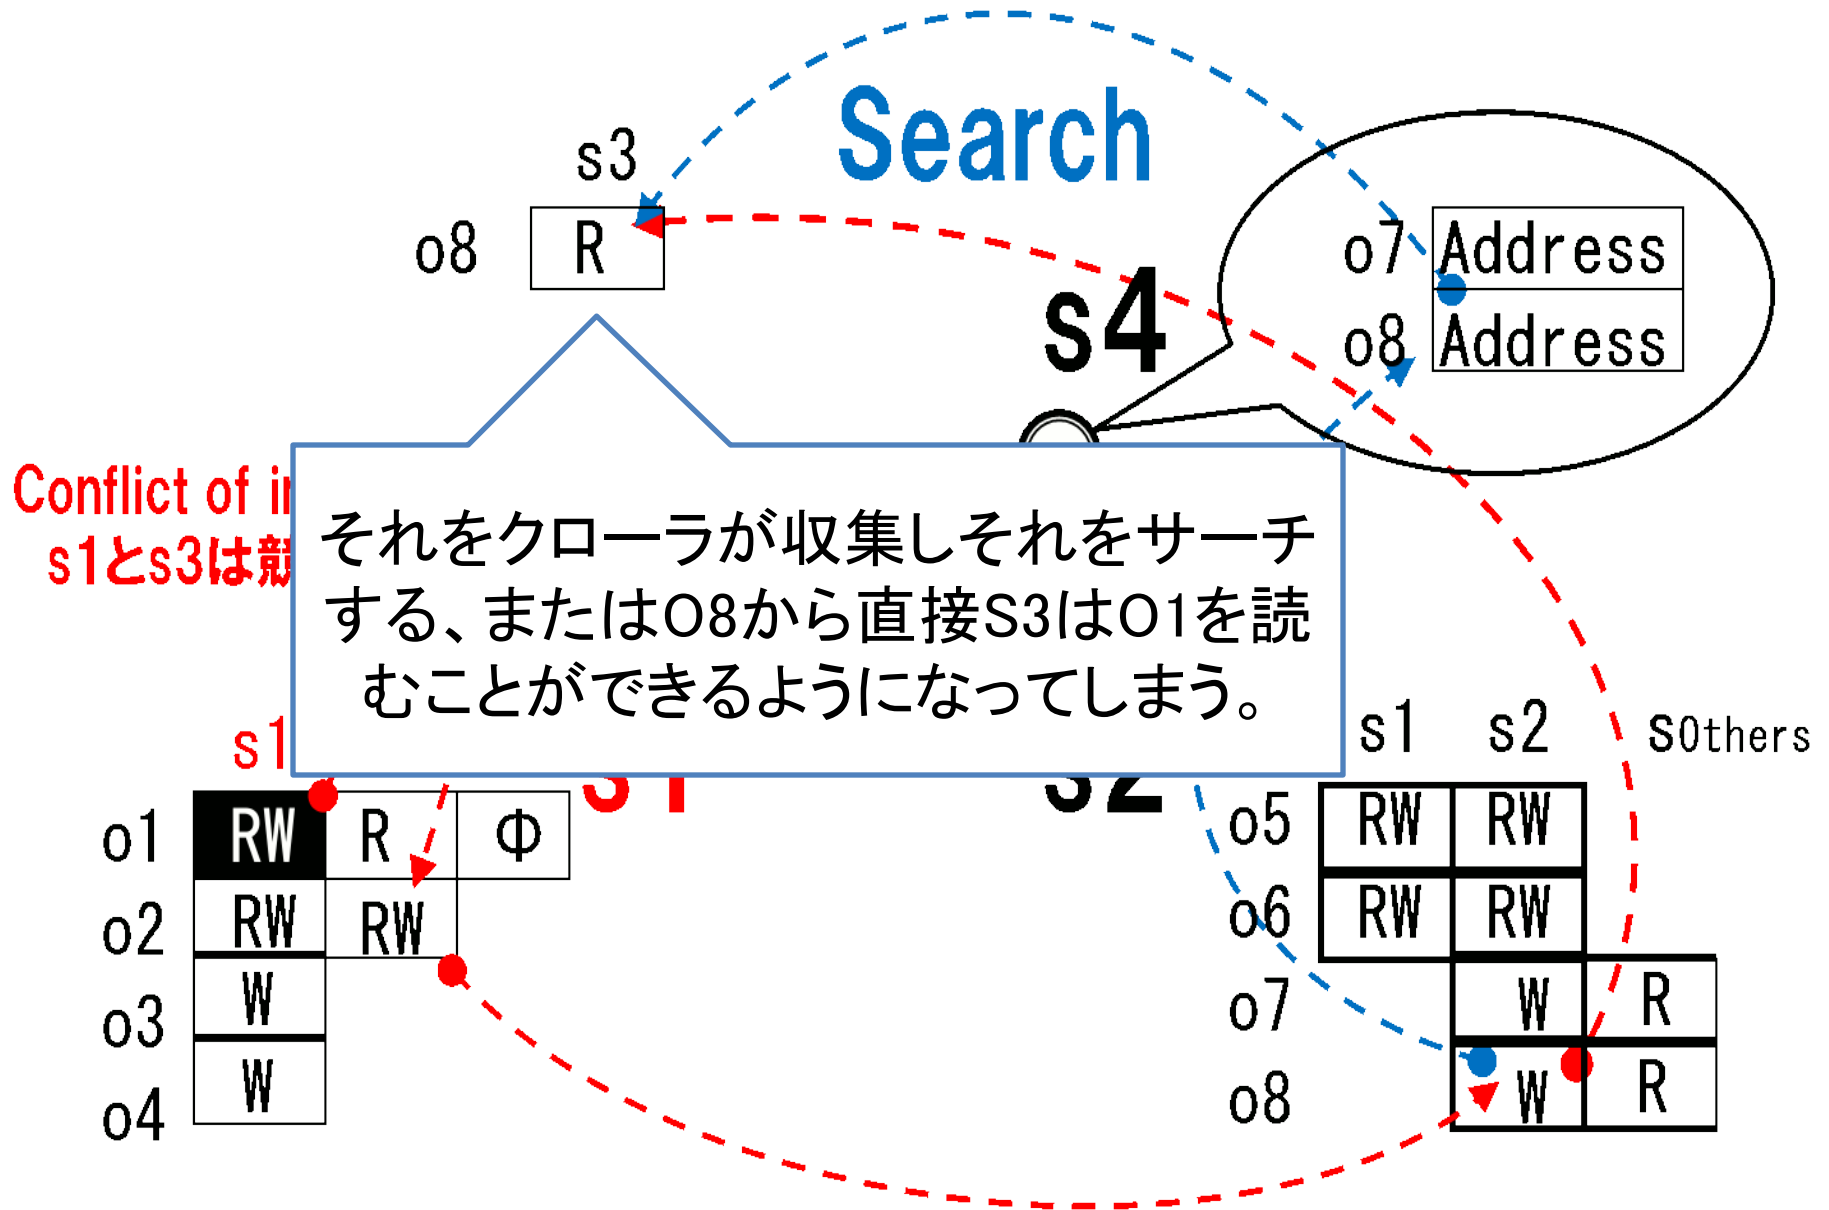 Search
s3
o8 R
s4
o7 Address
o8 Address
Conflict of
s1とs3は
それをクローラが収集しそれをサーチ
する、またはO8から直接S3はO1を読
むことができるようになってしまう。
s1
s1 s2 sOthers
o1 RW R Φ
o2 RW RW
o3 W
o4 W
o5 RW RW
o6 RW RW
o7 W R
o8 W R